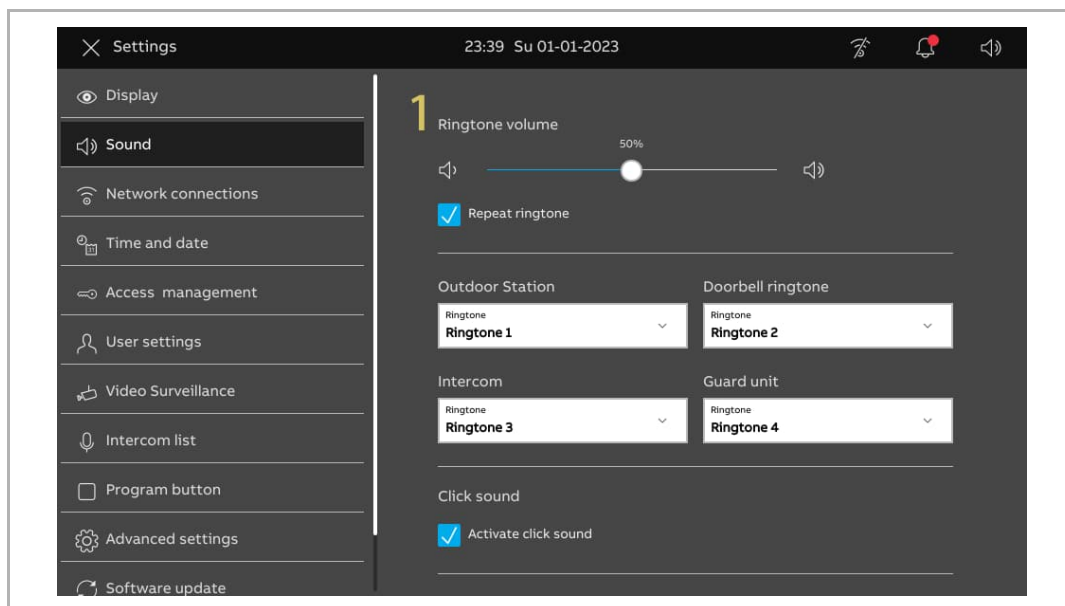 Settings
23:39 Su 01-01-2023
Display
Sound
Network connections
Time and date
Access management
User settings
Video Surveillance
Intercom list
Program button
Advanced settings
Software update
1
Ringtone volume
50%
Repeat ringtone
Outdoor Station
Doorbell ringtone
Ringtone
Ringtone 1
Ringtone
Ringtone 2
Intercom
Guard unit
Ringtone
Ringtone 3
Ringtone
Ringtone 4
Click sound
Activate click sound